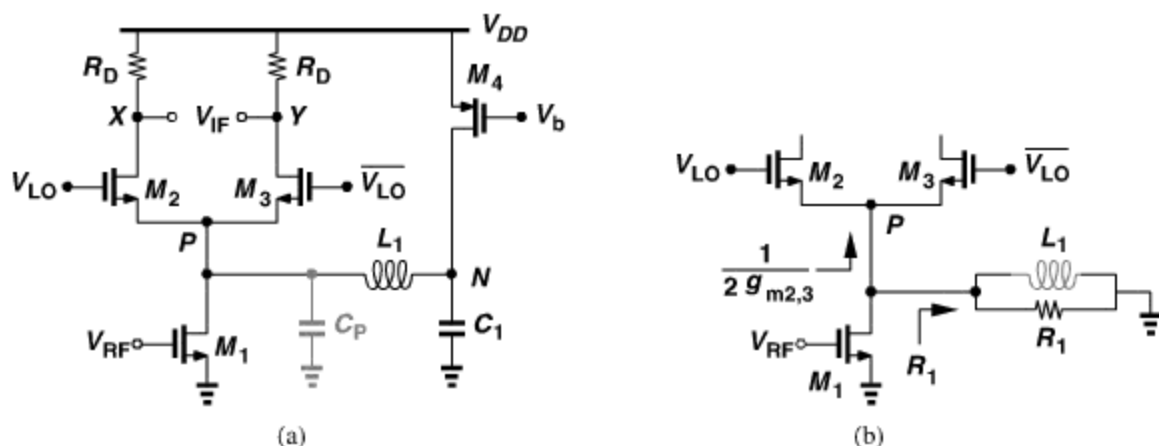 V_DD
R_D
R_D
M_4
X
V_IF
Y
V_b
V_LO
M_2
M_3
\overline{V_LO}
P
L_1
N
C_P
C_1
V_RF
M_1
(a)
V_LO
M_2
M_3
\overline{V_LO}
P
1
2 g_m2,3
L_1
R_1
V_RF
M_1
R_1
(b)